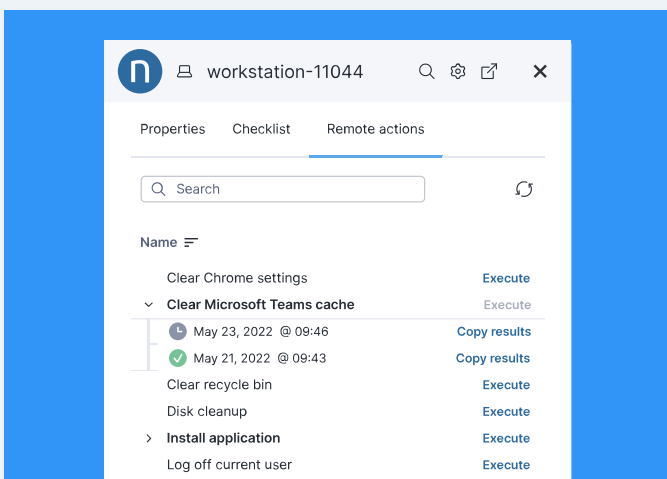 n workstation-11044
Properties Checklist Remote actions
Search
Name
Clear Chrome settings Execute
Clear Microsoft Teams cache Execute
May 23, 2022 @ 09:46 Copy results
May 21, 2022 @ 09:43 Copy results
Clear recycle bin Execute
Disk cleanup Execute
Install application Execute
Log off current user Execute